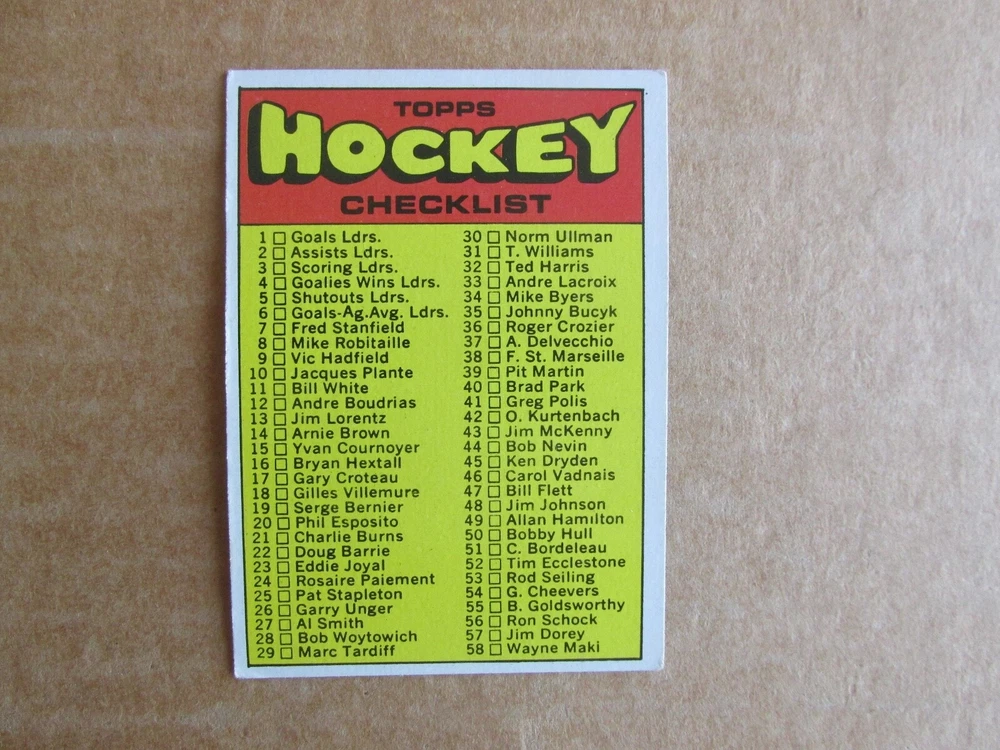 TOPPS
HOCKEY
CHECKLIST
1 Goals Ldrs.
2 Assists Ldrs.
3 Scoring Ldrs.
4 Goalies Wins Ldrs.
5 Shutouts Ldrs.
6 Goals-Ag.Avg. Ldrs.
7 Fred Stanfield
8 Mike Robitaille
9 Vic Hadfield
10 Jacques Plante
11 Bill White
12 Andre Boudrias
13 Jim Lorentz
14 Arnie Brown
15 Yvan Cournoyer
16 Bryan Hextall
17 Gary Croteau
18 Gilles Villemure
19 Serge Bernier
20 Phil Esposito
21 Charlie Burns
22 Doug Barrie
23 Eddie Joyal
24 Rosaire Paiement
25 Pat Stapleton
26 Garry Unger
27 Al Smith
28 Bob Woytowich
29 Marc Tardiff
30 Norm Ullman
31 T. Williams
32 Ted Harris
33 Andre Lacroix
34 Mike Byers
35 Johnny Bucyk
36 Roger Crozier
37 A. Delvecchio
38 F. St. Marseille
39 Pit Martin
40 Brad Park
41 Greg Polis
42 O. Kurtenbach
43 Jim McKenny
44 Bob Nevin
45 Ken Dryden
46 Carol Vadnais
47 Bill Flett
48 Jim Johnson
49 Allan Hamilton
50 Bobby Hull
51 C. Bordeleau
52 Tim Ecclestone
53 Rod Seiling
54 G. Cheevers
55 B. Goldsworthy
56 Ron Schock
57 Jim Dorey
58 Wayne Maki